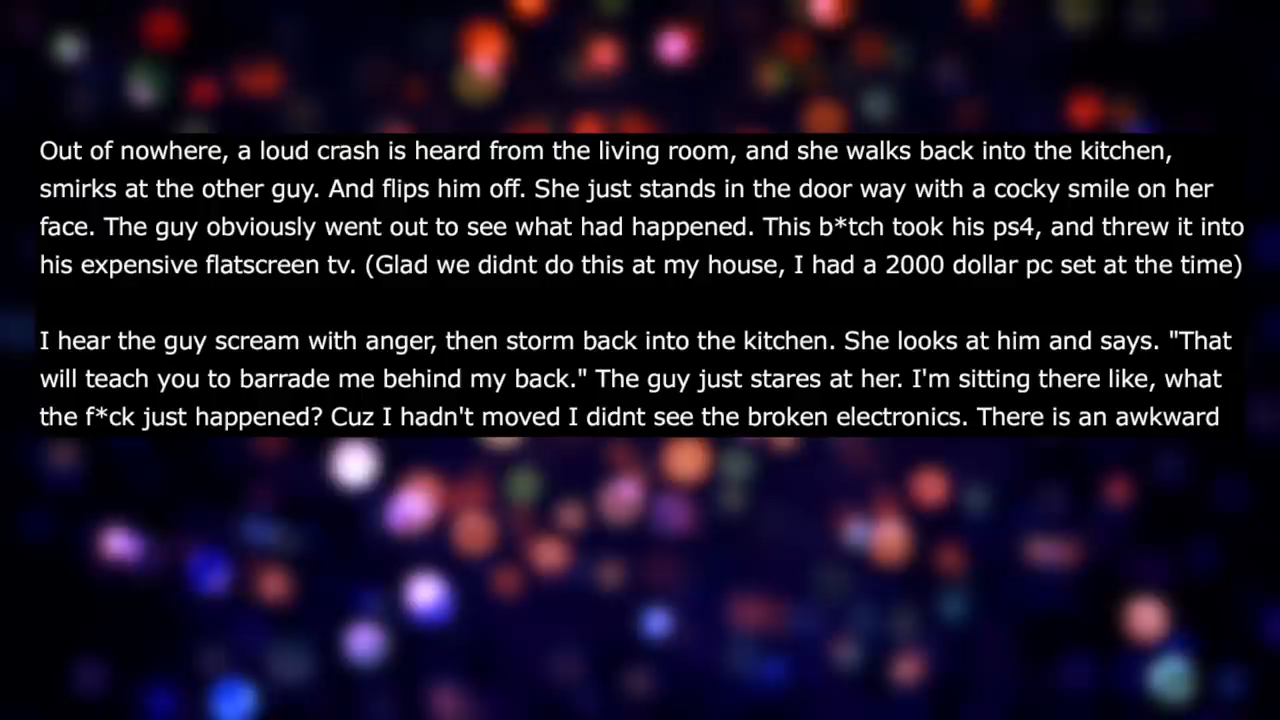 Out of nowhere, a loud crash is heard from the living room, and she walks back into the kitchen,
smirks at the other guy. And flips him off. She just stands in the door way with a cocky smile on her
face. The guy obviously went out to see what had happened. This b*tch took his ps4, and threw it into
his expensive flatscreen tv. (Glad we didnt do this at my house, I had a 2000 dollar pc set at the time)
I hear the guy scream with anger, then storm back into the kitchen. She looks at him and says. "That
will teach you to barrade me behind my back." The guy just stares at her. I'm sitting there like, what
the f*ck just happened? Cuz I hadn't moved I didnt see the broken electronics. There is an awkward